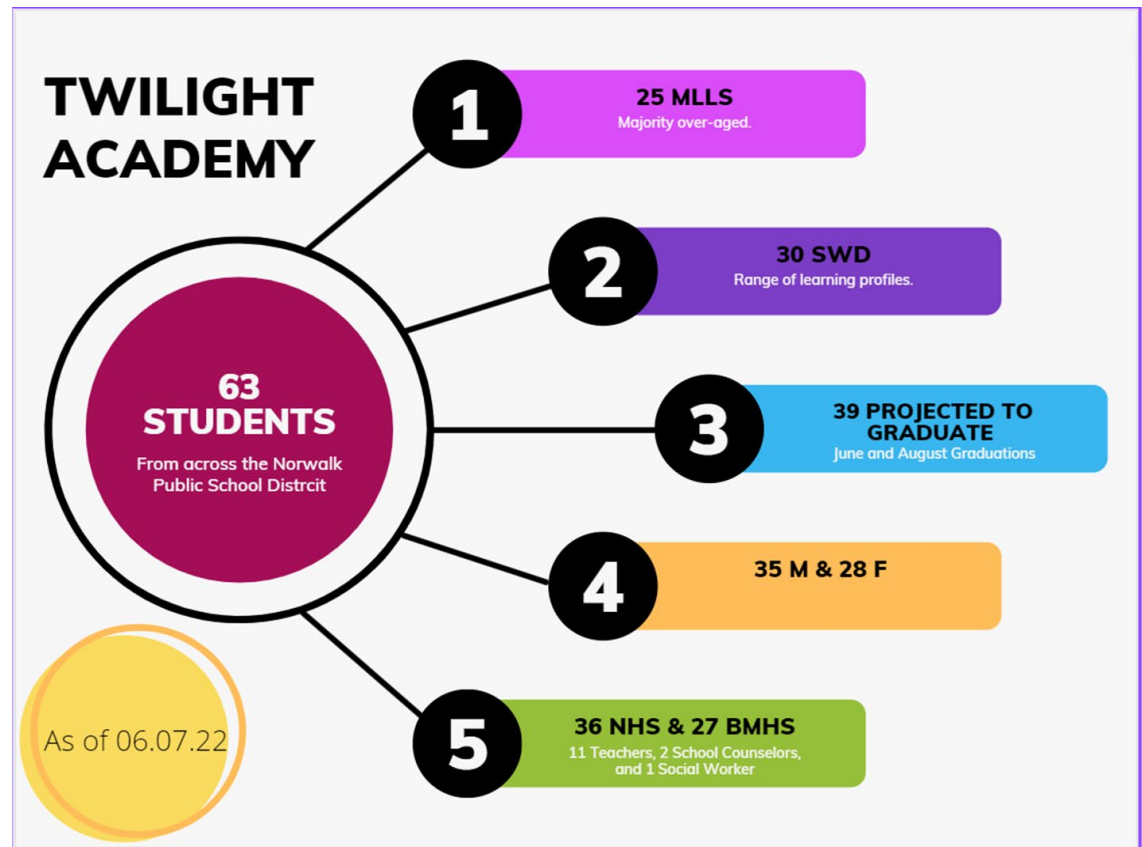 TWILIGHT
ACADEMY
1
25 MLLS
Majority over-aged.
2
30 SWD
Range of learning profiles.
63
STUDENTS
From across the Norwalk
Public School Distrcit
3
39 PROJECTED TO
GRADUATE
June and August Graduations
4
35 M & 28 F
5
36 NHS & 27 BMHS
11 Teachers, 2 School Counselors,
and 1 Social Worker
As of 06.07.22